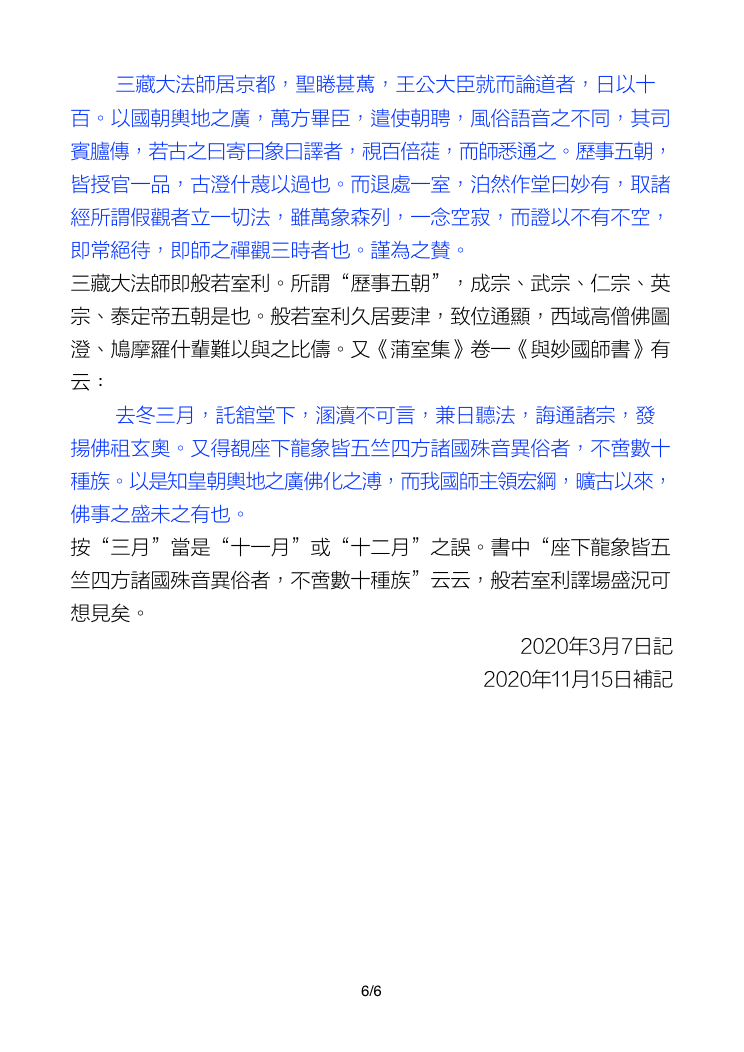 三藏大法師居京都，聖睠甚萬，王公大臣就而論道者，日以十
百。以國朝輿地之廣，萬方畢臣，遣使朝聘，風俗語音之不同，其司
賓臚傳，若古之曰寄曰象曰譯者，視百倍蓰，而師悉通之。歷事五朝，
皆授官一品，古澄什蔑以過也。而退處一室，泊然作堂曰妙有，取諸
經所謂假觀者立一切法，雖萬象森列，一念空寂，而證以不有不空，
即常絕待，即師之禪觀三時者也。謹為之贊。
三藏大法師即般若室利。所謂“歷事五朝”，成宗、武宗、仁宗、英
宗、泰定帝五朝是也。般若室利久居要津，致位通顯，西域高僧佛圖
澄、鳩摩羅什輩難以與之比儔。又《蒲室集》卷一《與妙國師書》有
云：
去冬三月，託舘堂下，溷瀆不可言，兼日聽法，誨通諸宗，發
揚佛祖玄奧。又得覩座下龍象皆五竺四方諸國殊音異俗者，不啻數十
種族。以是知皇朝輿地之廣佛化之溥，而我國師主領宏綱，曠古以來，
佛事之盛未之有也。
按“三月”當是“十一月”或“十二月”之誤。書中“座下龍象皆五
竺四方諸國殊音異俗者，不啻數十種族”云云，般若室利譯場盛況可
想見矣。
2020年3月7日記
2020年11月15日補記
6/6